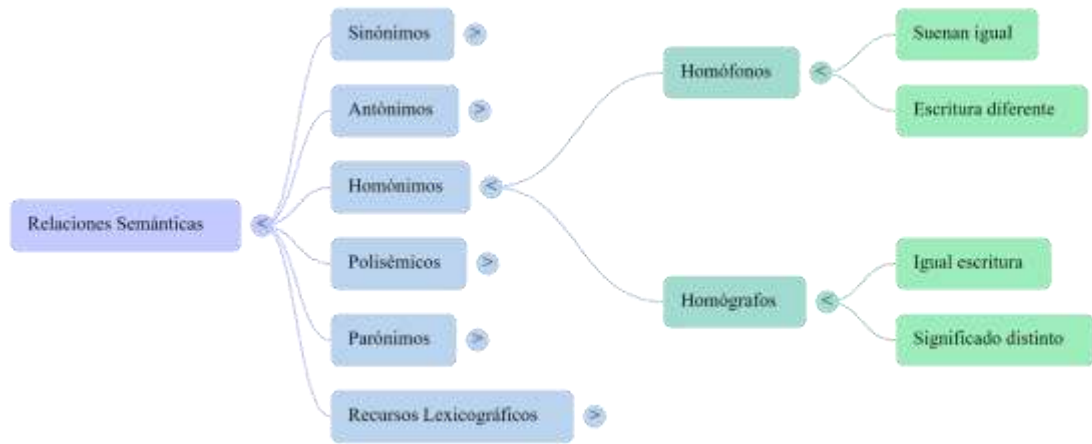 Relaciones Semánticas
Sinónimos
>
Antónimos
>
Homónimos
<
Homófonos
<
Suenan igual
Escritura diferente
Homógrafos
<
Igual escritura
Significado distinto
Polisémicos
>
Parónimos
>
Recursos Lexicográficos
>
<